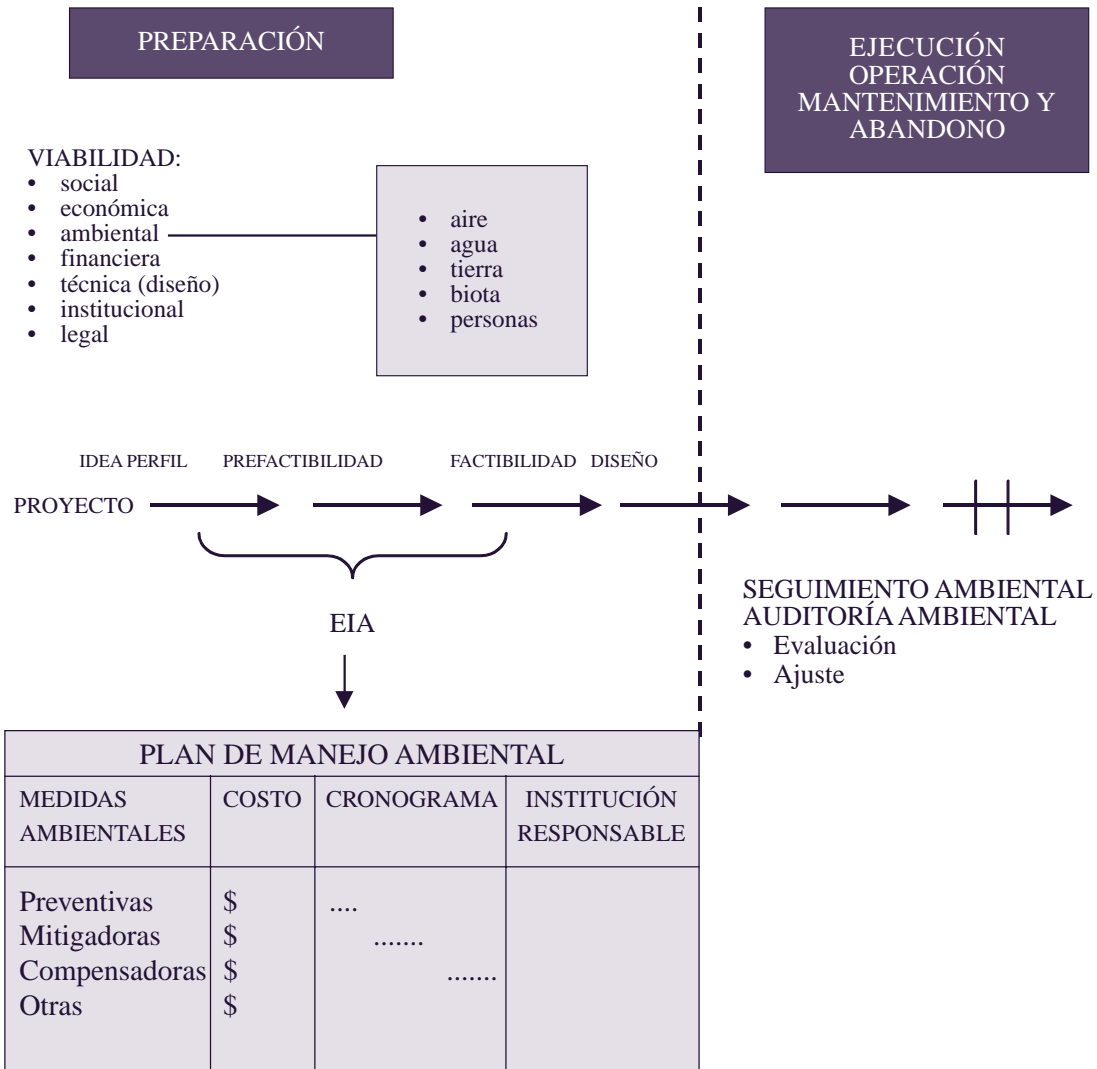 PREPARACIÓN
EJECUCIÓN
OPERACIÓN
MANTENIMIENTO Y
ABANDONO
VIABILIDAD:
• social
• económica
• ambiental
• financiera
• técnica (diseño)
• institucional
• legal
• aire
• agua
• tierra
• biota
• personas
IDEA PERFIL PREFACTIBILIDAD FACTIBILIDAD DISEÑO
PROYECTO
EIA
SEGUIMIENTO AMBIENTAL
AUDITORÍA AMBIENTAL
• Evaluación
• Ajuste
PLAN DE MANEJO AMBIENTAL
MEDIDAS AMBIENTALES COSTO CRONOGRAMA INSTITUCIÓN RESPONSABLE
Preventivas $ ....
Mitigadoras $ .......
Compensadoras $ .......
Otras $